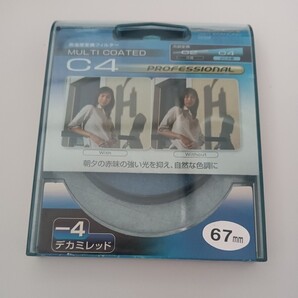 MULTI COATED
C4
C4
PROFESSIONAL
朝夕の赤味の強い光を抑え、自然な色調に
－4
デカミレッド
67mm